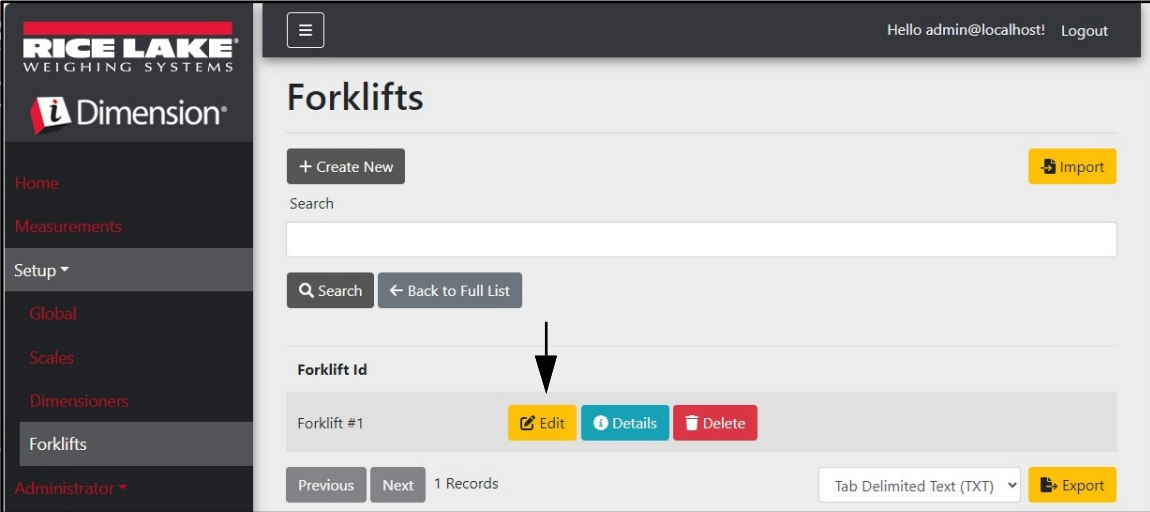 RICE LAKE®
WEIGHING SYSTEMS
i Dimension®
Home
Measurements
Setup
Global
Scales
Dimensioners
Forklifts
Administrator
Hello admin@localhost! Logout
Forklifts
+ Create New
Import
Search
Search
← Back to Full List
Forklift Id
Forklift #1
Edit
Details
Delete
Previous
Next
1 Records
Tab Delimited Text (TXT)
Export